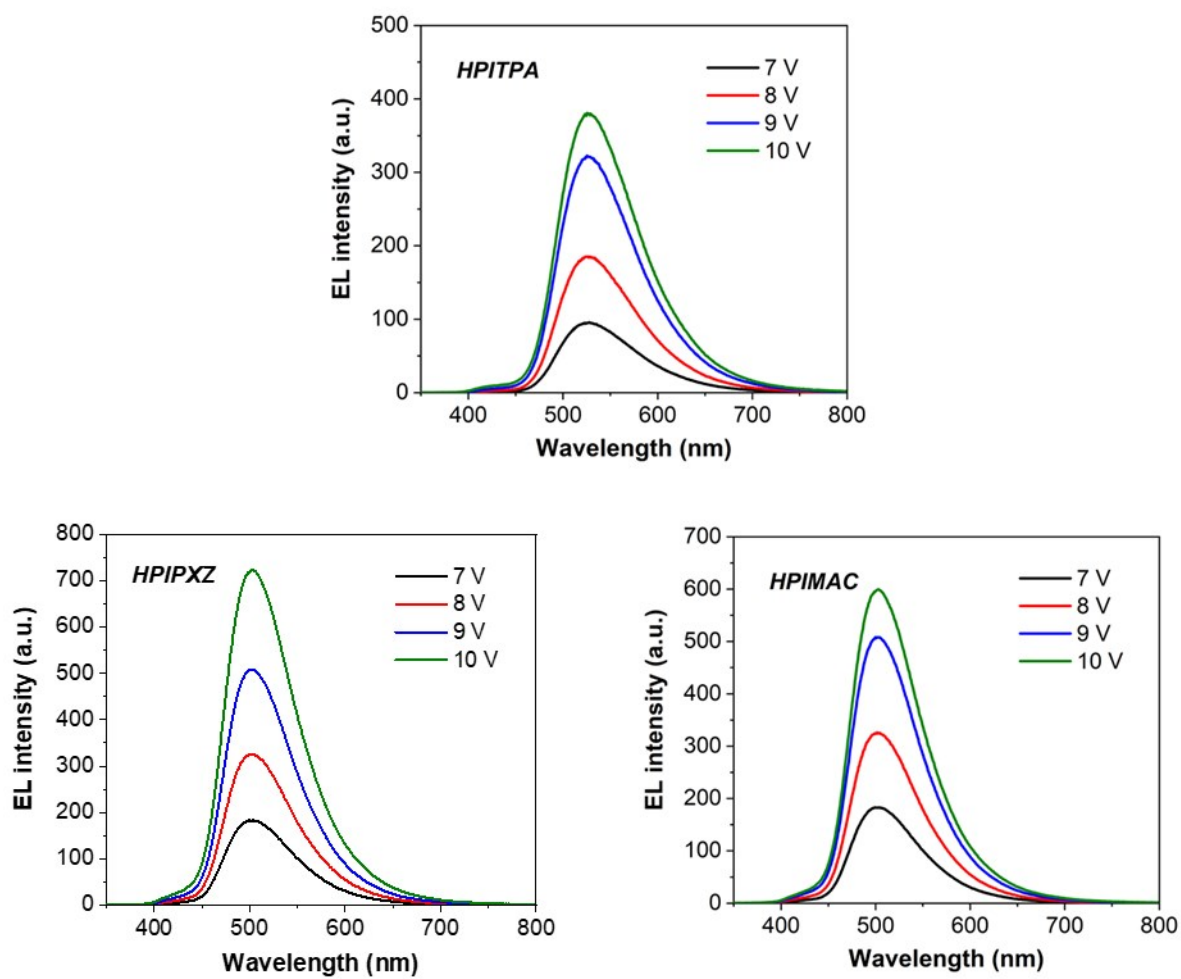 HPITPA
7 V
8 V
9 V
10 V
EL intensity (a.u.)
500
400
300
200
100
0
400 500 600 700 800
Wavelength (nm)
HPIPXZ
7 V
8 V
9 V
10 V
EL intensity (a.u.)
800
700
600
500
400
300
200
100
0
400 500 600 700 800
Wavelength (nm)
HPIMAC
7 V
8 V
9 V
10 V
EL intensity (a.u.)
700
600
500
400
300
200
100
0
400 500 600 700 800
Wavelength (nm)